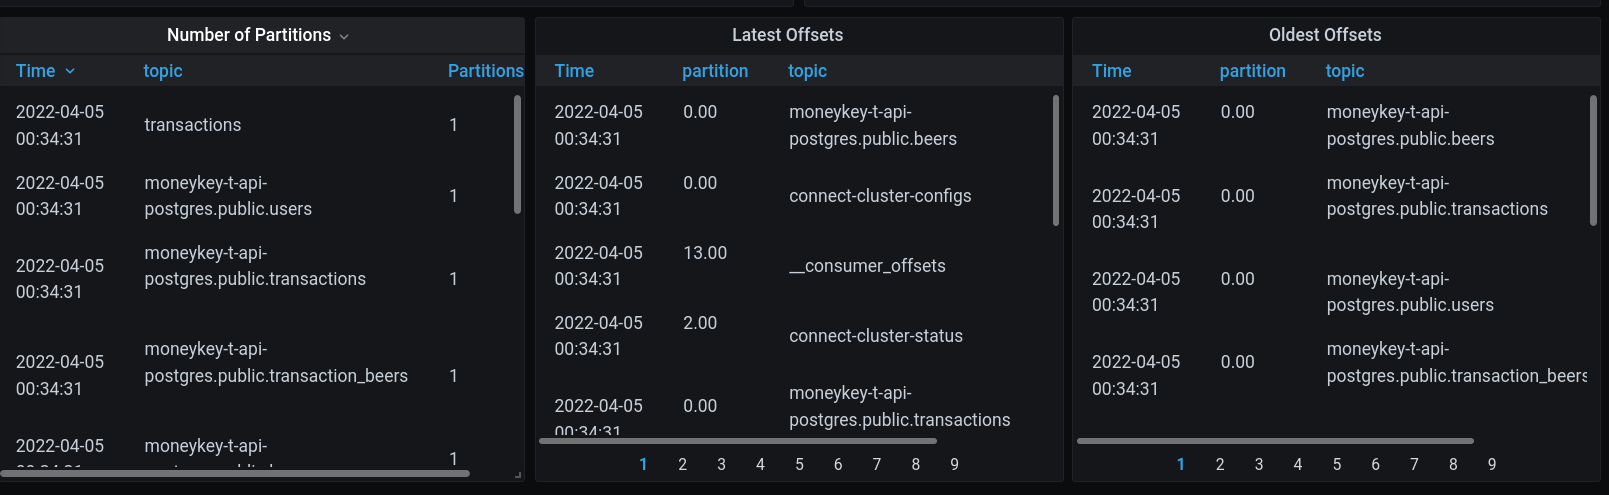 Number of Partitions
Time topic Partitions
2022-04-05
00:34:31
transactions
1
2022-04-05
00:34:31
moneykey-t-api-
postgres.public.users
1
2022-04-05
00:34:31
moneykey-t-api-
postgres.public.transactions
1
2022-04-05
00:34:31
moneykey-t-api-
postgres.public.transaction_beers
1
2022-04-05
moneykey-t-api-
1
Latest Offsets
Time partition topic
2022-04-05
00:34:31
0.00
moneykey-t-api-
postgres.public.beers
2022-04-05
00:34:31
0.00
connect-cluster-configs
2022-04-05
00:34:31
13.00
__consumer_offsets
2022-04-05
00:34:31
2.00
connect-cluster-status
2022-04-05
00:34:31
0.00
moneykey-t-api-
postgres.public.transactions
1 2 3 4 5 6 7 8 9
Oldest Offsets
Time partition topic
2022-04-05
00:34:31
0.00
moneykey-t-api-
postgres.public.beers
2022-04-05
00:34:31
0.00
moneykey-t-api-
postgres.public.transactions
2022-04-05
00:34:31
0.00
moneykey-t-api-
postgres.public.users
2022-04-05
00:34:31
0.00
moneykey-t-api-
postgres.public.transaction_beers
1 2 3 4 5 6 7 8 9